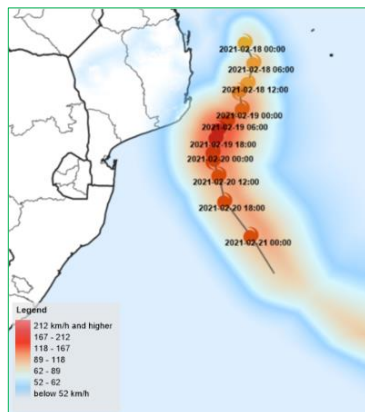 2021-02-18 00:00
2021-02-18 06:00
2021-02-18 12:00
2021-02-19 00:00
2021-02-19 06:00
2021-02-19 18:00
2021-02-20 00:00
2021-02-20 12:00
2021-02-20 18:00
2021-02-21 00:00
Legend
212 km/h and higher
167 - 212
118 - 167
89 - 118
62 - 89
52 - 62
below 52 km/h